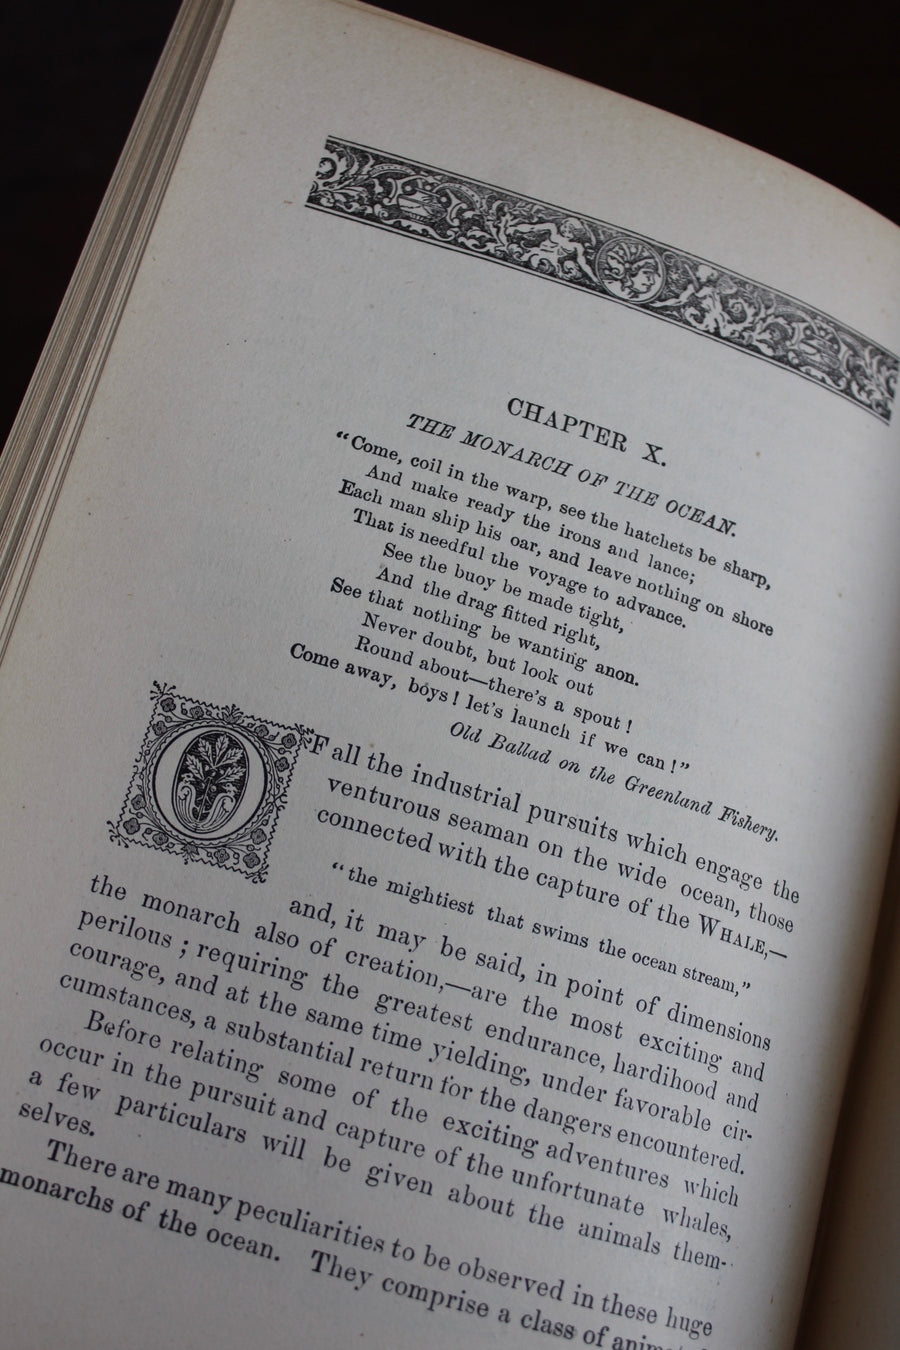 CHAPTER X.
THE MONARCH OF THE OCEAN.
“Come, coil in the warp, see the hatchets be sharp,
And make ready the irons and lance;
Each man ship his oar, and leave nothing on shore
That is needful the voyage to advance.
See the buoy be made tight,
And the drag fitted right,
See that nothing be wanting anon.
Never doubt, but look out
Round about—there's a spout!
Come away, boys! let's launch if we can!”
Old Ballad on the Greenland Fishery.
OF all the industrial pursuits which engage the
venturous seaman on the wide ocean, those
connected with the capture of the WHALE,—
“the mightiest that swims the ocean stream,”
and, it may be said, in point of dimensions
the monarch also of creation,—are the most exciting and
perilous; requiring the greatest endurance, hardihood and
courage, and at the same time yielding, under favorable cir-
cumstances, a substantial return for the dangers encountered.
Before relating some of the exciting adventures which
occur in the pursuit and capture of the unfortunate whales,
a few particulars will be given about the animals them-
selves.
There are many peculiarities to be observed in these huge
monarchs of the ocean. They comprise a class of